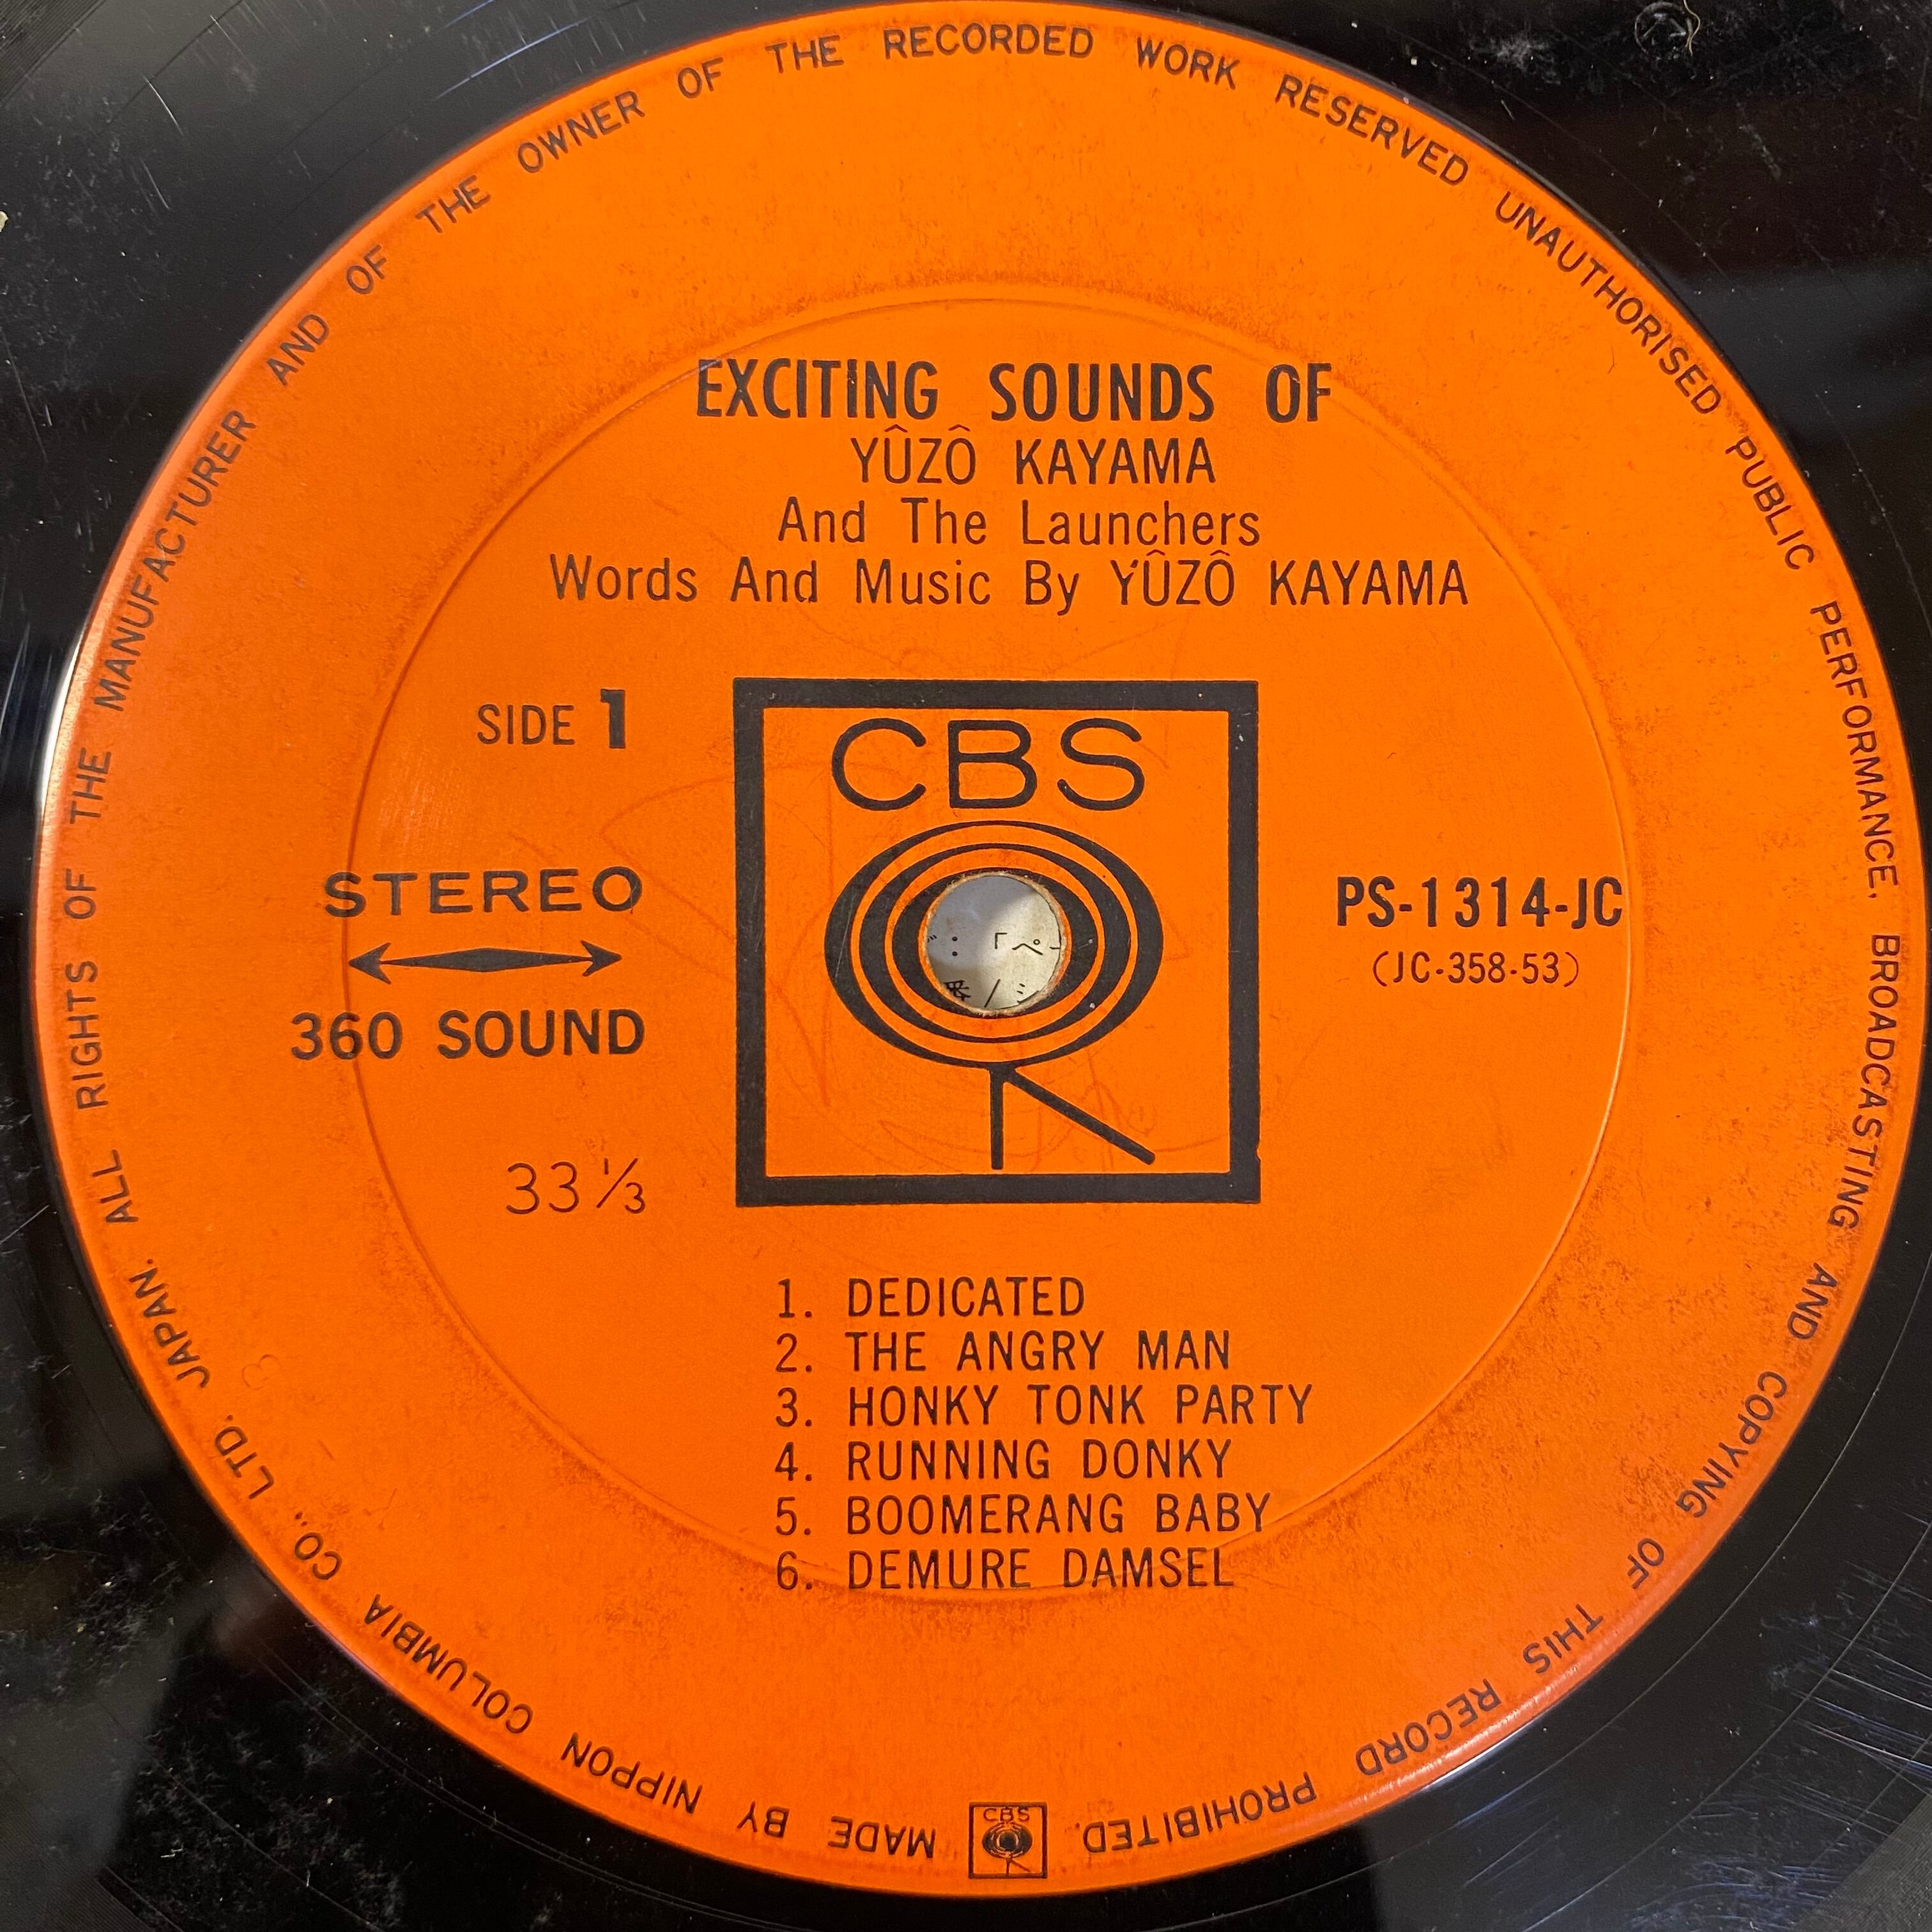 EXCITING SOUNDS OF
YÛZÔ KAYAMA
And The Launchers
Words And Music By YÛZÔ KAYAMA
SIDE 1
CBS
STEREO
360 SOUND
33 ⅓
PS-1314-JC
(JC-358-53)
1. DEDICATED
2. THE ANGRY MAN
3. HONKY TONK PARTY
4. RUNNING DONKY
5. BOOMERANG BABY
6. DEMURE DAMSEL
MADE BY NIPPON COLUMBIA CO., LTD. JAPAN. ALL RIGHTS OF THE MANUFACTURER AND OF THE OWNER OF THE RECORDED WORK RESERVED UNAUTHORISED PUBLIC PERFORMANCE, BROADCASTING AND COPYING OF THIS RECORD PROHIBITED.
CBS